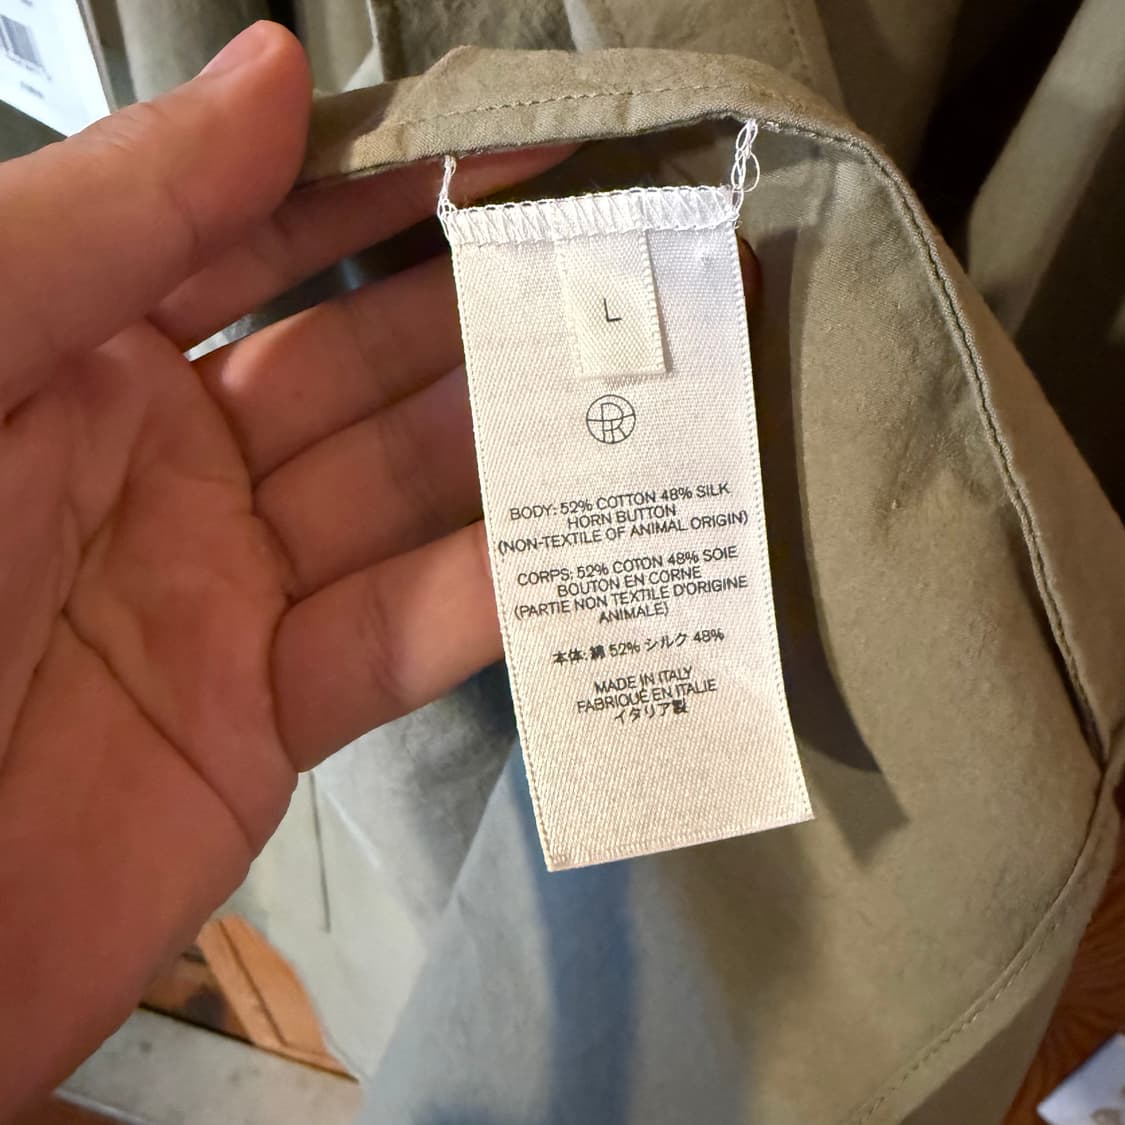 L
BODY: 52% COTTON 48% SILK
HORN BUTTON
(NON-TEXTILE OF ANIMAL ORIGIN)
CORPS: 52% COTON 48% SOIE
BOUTON EN CORNE
(PARTIE NON TEXTILE D'ORIGINE
ANIMALE)
本体: 綿 52% シルク 48%
MADE IN ITALY
FABRIQUÉ EN ITALIE
イタリア製